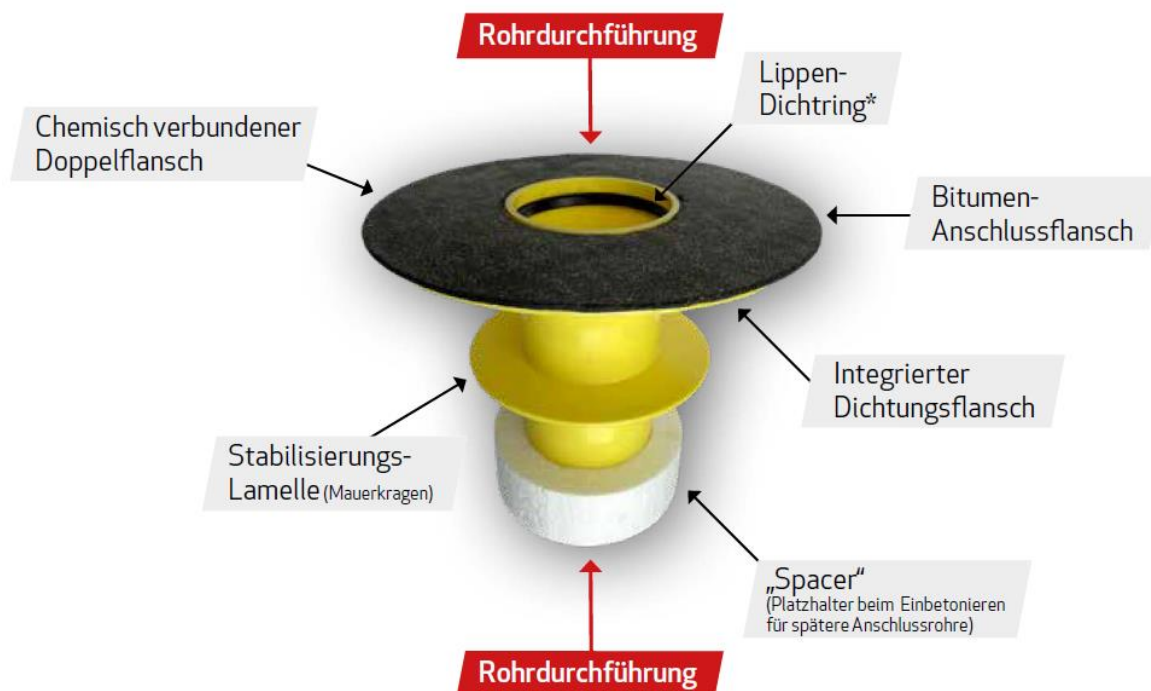 Rohrdurchführung
Lippen-
Dichtring*
Chemisch verbundener
Doppelflansch
Bitumen-
Anschlussflansch
Integrierter
Dichtungsflansch
Stabilisierungs-
Lamelle (Mauerkragen)
„Spacer“
(Platzhalter beim Einbetonieren
für spätere Anschlussrohre)
Rohrdurchführung